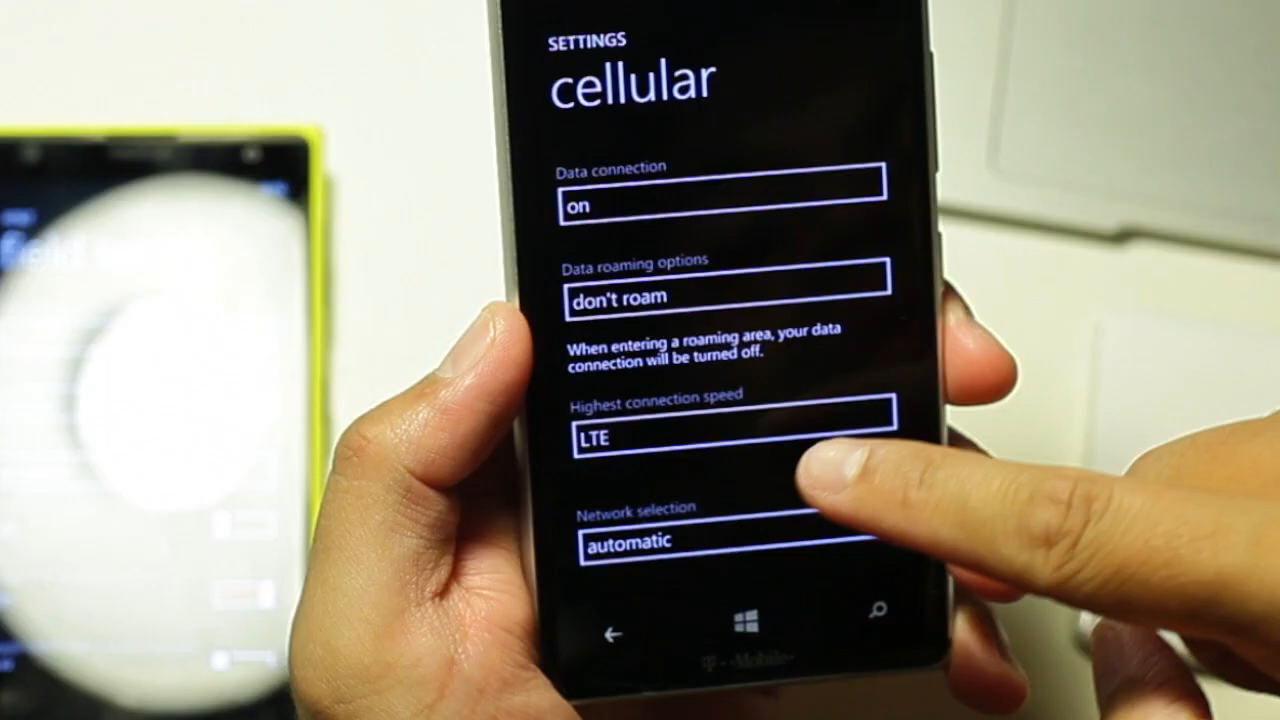 SETTINGS
cellular
Data connection
on
Data roaming options
don't roam
When entering a roaming area, your data
connection will be turned off.
Highest connection speed
LTE
Network selection
automatic
T-Mobile